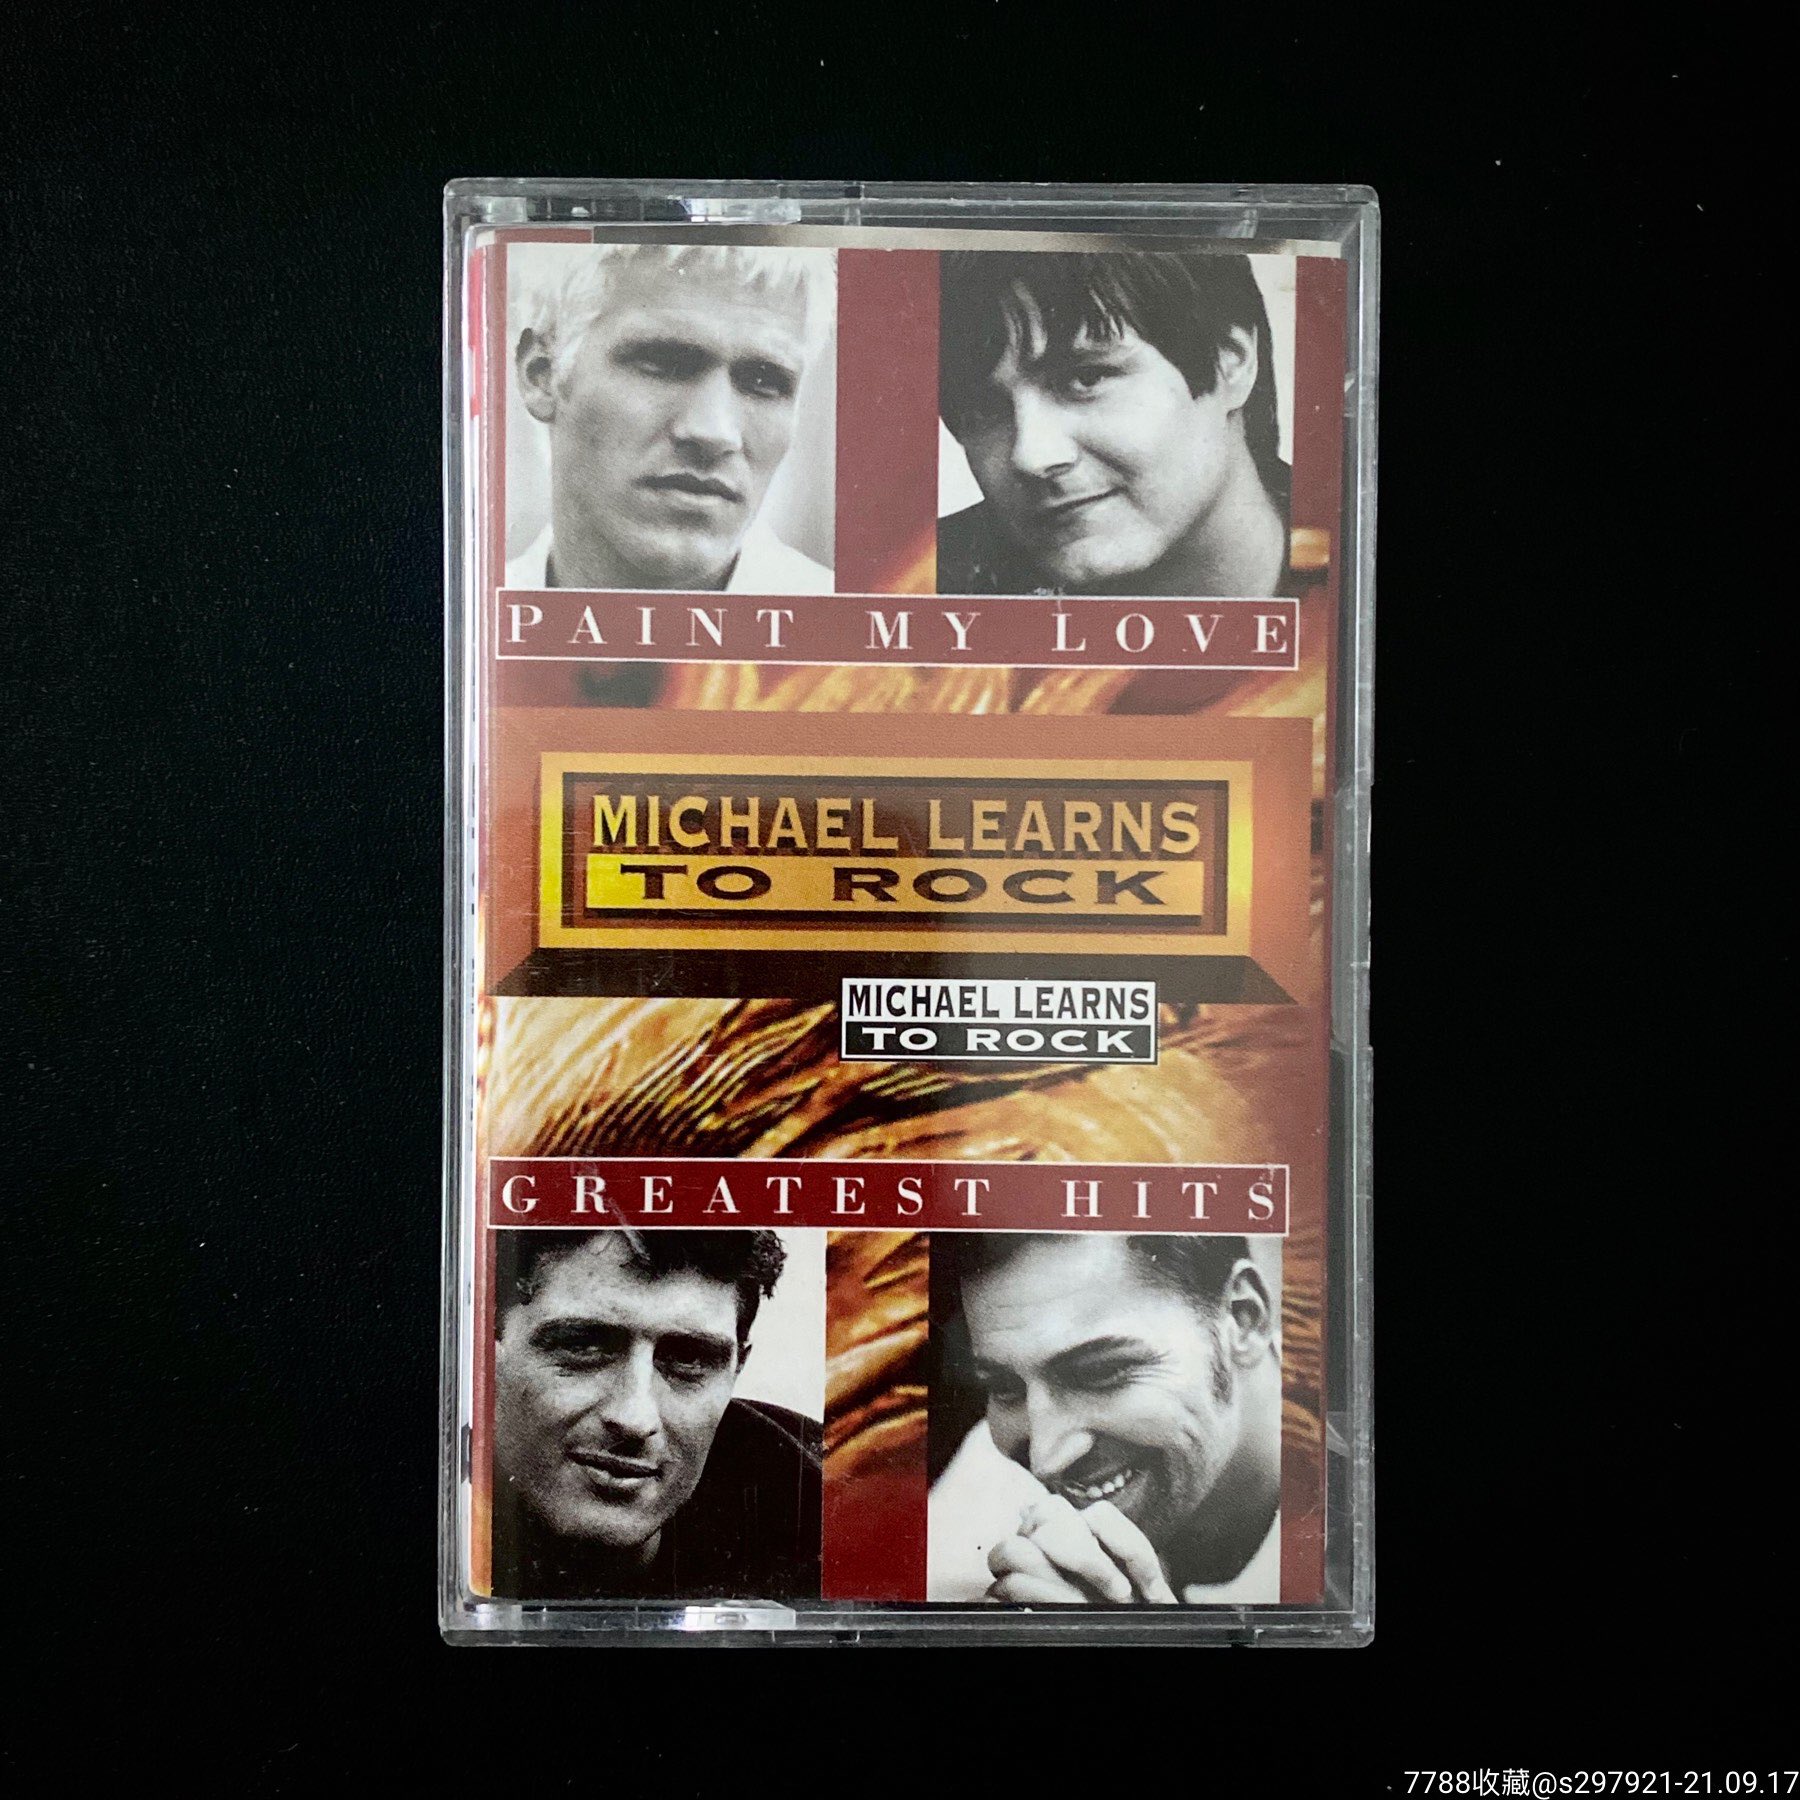 PAINT MY LOVE
MICHAEL LEARNS
TO ROCK
MICHAEL LEARNS
TO ROCK
GREATEST HITS
7788收藏@s297921-21.09.17